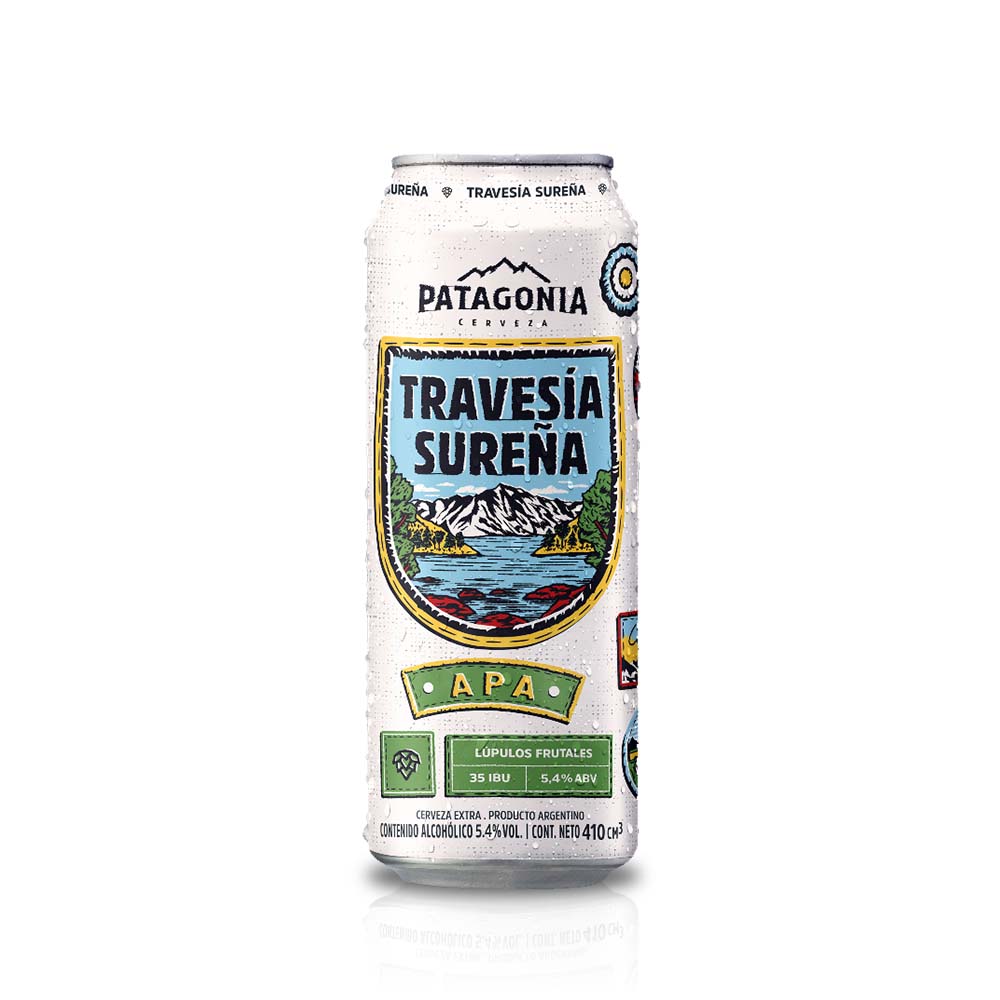 UREÑA TRAVESÍA SUREÑA
PATAGONIA
CERVEZA
TRAVESÍA
SUREÑA
· APA ·
LÚPULOS FRUTALES
35 IBU 5,4% ABV
CERVEZA EXTRA . PRODUCTO ARGENTINO
CONTENIDO ALCOHÓLICO 5.4% VOL. | CONT. NETO 410 CM³